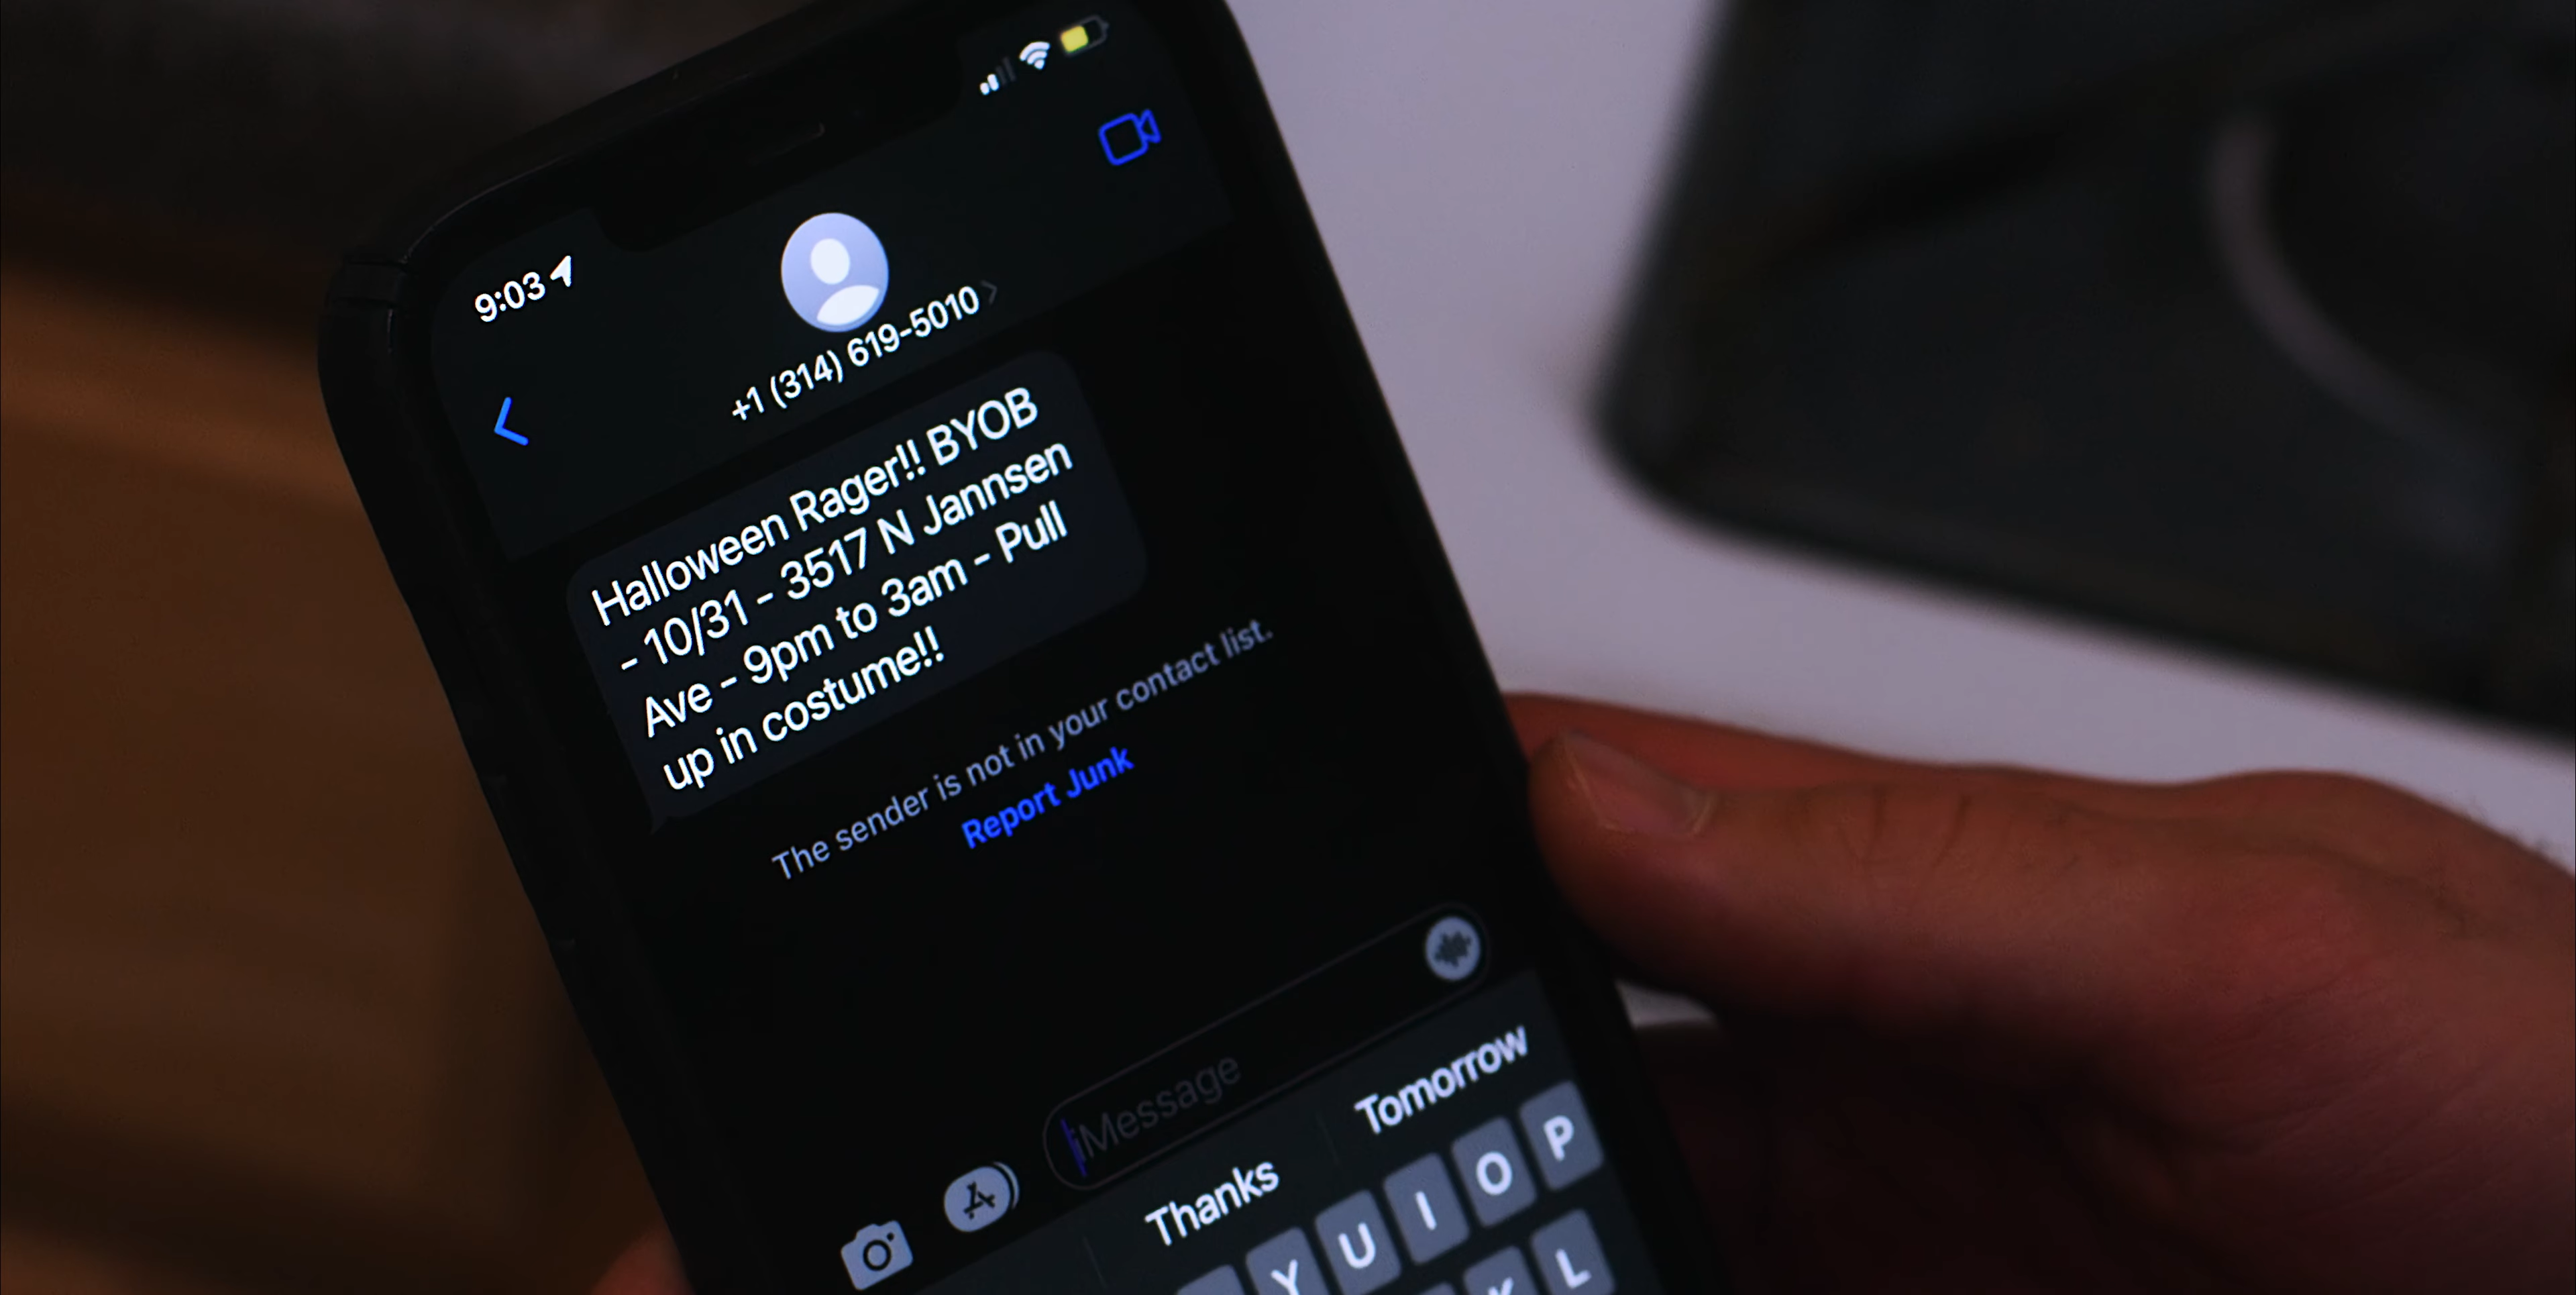 9:03
+1 (314) 619-5010
Halloween Rager!! BYOB
- 10/31 - 3517 N Jannsen
Ave - 9pm to 3am - Pull
up in costume!!
The sender is not in your contact list.
Report Junk
iMessage
Thanks
Tomorrow
Y U I O P
K L